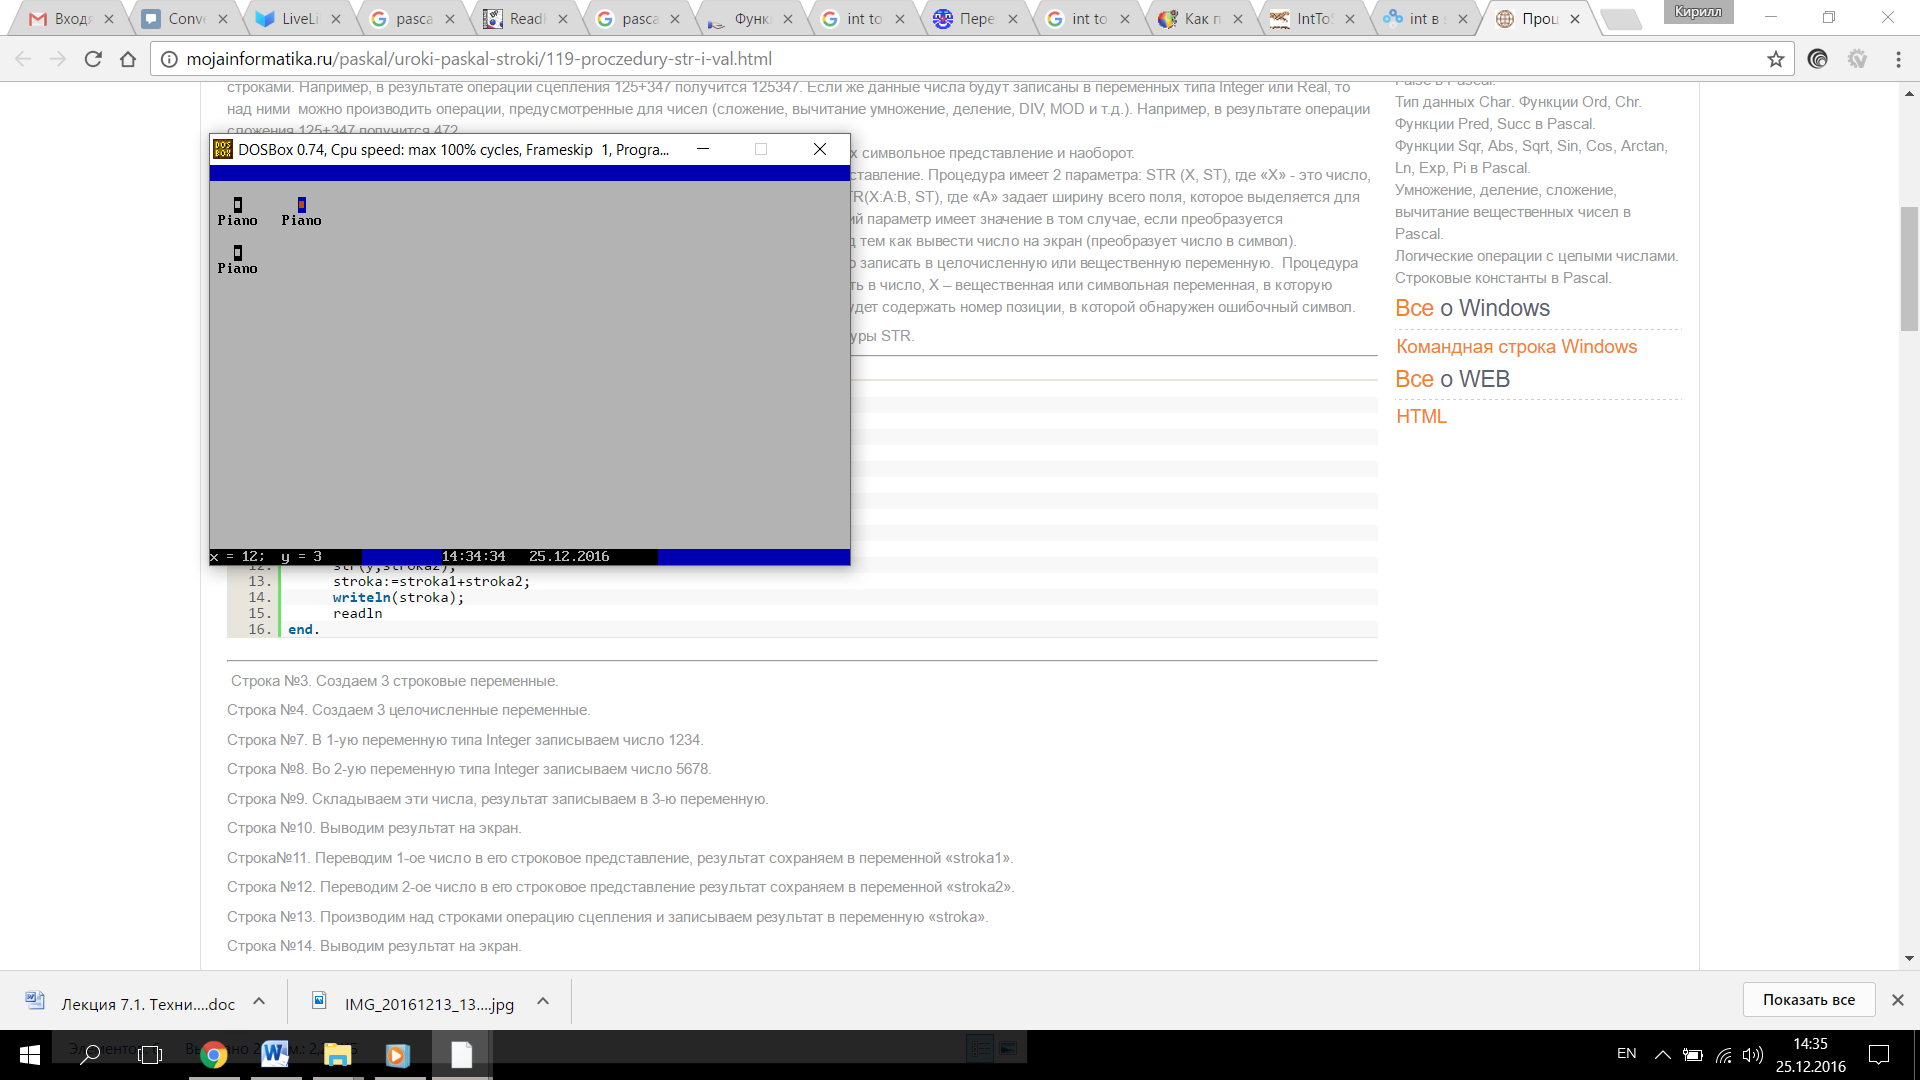 Входя
Conve
LiveLi
pasca
Readl
pasca
Функ
int to
Пере
int to
Как п
IntToS
int в s
Проц
Кирилл
mojainformatika.ru/paskal/uroki-paskal-stroki/119-proczedury-str-i-val.html
строками. Например, в результате операции сцепления 125+347 получится 125347. Если же данные числа будут записаны в переменных типа Integer или Real, то
над ними можно производить операции, предусмотренные для чисел (сложение, вычитание умножение, деление, DIV, MOD и т.д.). Например, в результате операции
сложения 125+347 получится 472
DOSBox 0.74, Cpu speed: max 100% cycles, Frameskip 1, Progra...
Piano
Piano
Piano
x = 12; y = 3
14:34:34
25.12.2016
х символьное представление и наоборот.
ставление. Процедура имеет 2 параметра: STR (X, ST), где «X» - это число,
TR(X:A:B, ST), где «A» задает ширину всего поля, которое выделяется для
ий параметр имеет значение в том случае, если преобразуется
д тем как вывести число на экран (преобразует число в символ).
о записать в целочисленную или вещественную переменную. Процедура
ть в число, X – вещественная или символьная переменная, в которую
удет содержать номер позиции, в которой обнаружен ошибочный символ.
уры STR.
12. str(y,stroka2);
13. stroka:=stroka1+stroka2;
14. writeln(stroka);
15. readln
16. end.
Строка №3. Создаем 3 строковые переменные.
Строка №4. Создаем 3 целочисленные переменные.
Строка №7. В 1-ую переменную типа Integer записываем число 1234.
Строка №8. Во 2-ую переменную типа Integer записываем число 5678.
Строка №9. Складываем эти числа, результат записываем в 3-ю переменную.
Строка №10. Выводим результат на экран.
Строка№11. Переводим 1-ое число в его строковое представление, результат сохраняем в переменной «stroka1».
Строка №12. Переводим 2-ое число в его строковое представление результат сохраняем в переменной «stroka2».
Строка №13. Производим над строками операцию сцепления и записываем результат в переменную «stroka».
Строка №14. Выводим результат на экран.
False в Pascal.
Тип данных Char. Функции Ord, Chr.
Функции Pred, Succ в Pascal.
Функции Sqr, Abs, Sqrt, Sin, Cos, Arctan,
Ln, Exp, Pi в Pascal.
Умножение, деление, сложение,
вычитание вещественных чисел в
Pascal.
Логические операции с целыми числами.
Строковые константы в Pascal.
Все о Windows
Командная строка Windows
Все о WEB
HTML
Лекция 7.1. Техни....doc
IMG_20161213_13....jpg
Показать все
EN
14:35
25.12.2016